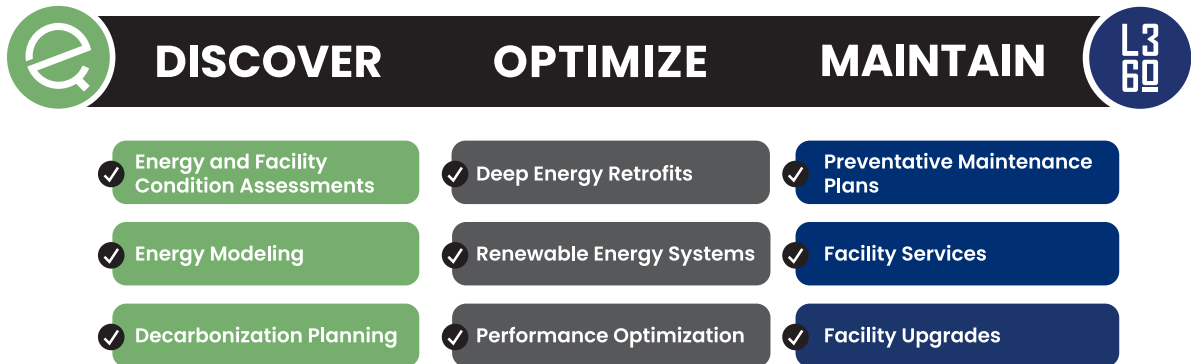 DISCOVER OPTIMIZE MAINTAIN
L3
60
Energy and Facility
Condition Assessments
Deep Energy Retrofits
Preventative Maintenance
Plans
Energy Modeling
Renewable Energy Systems
Facility Services
Decarbonization Planning
Performance Optimization
Facility Upgrades